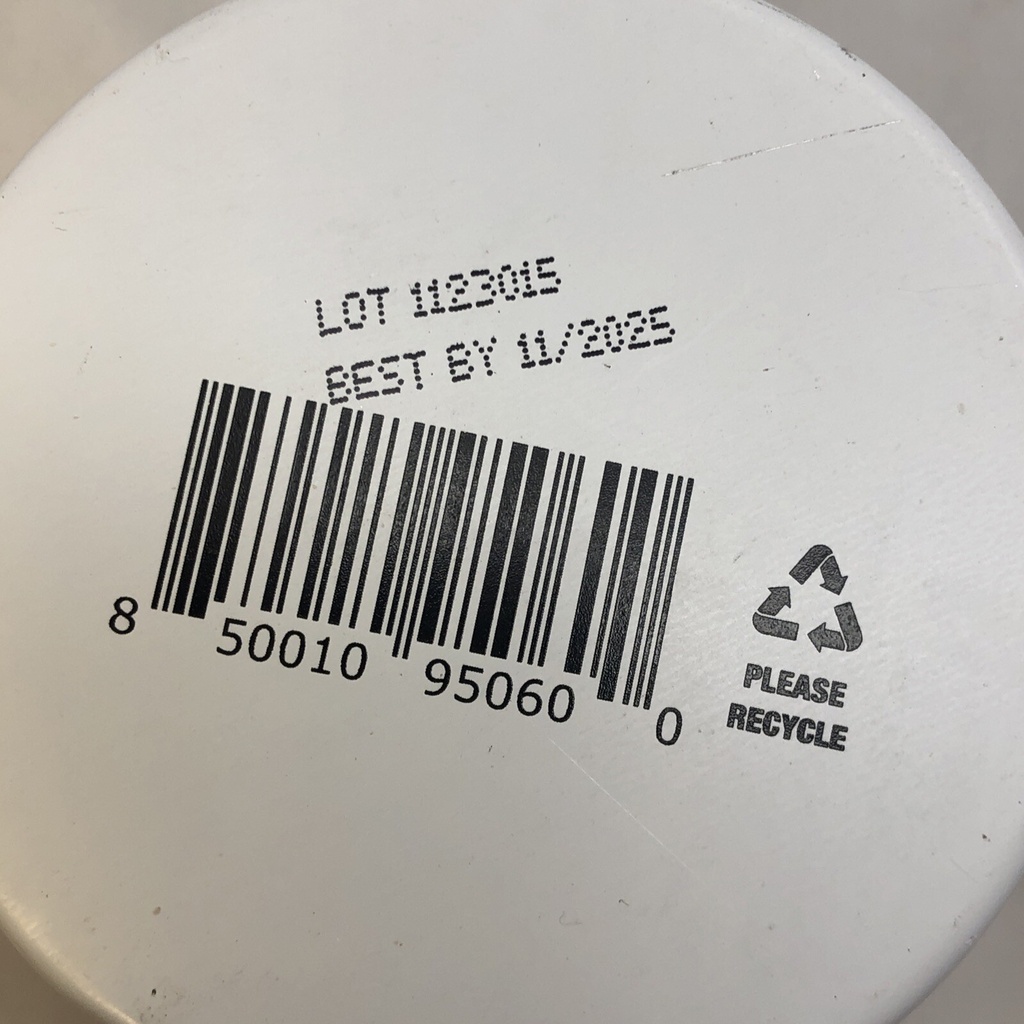 LOT 1123015
BEST BY 11/2025
8 50010 95060 0
PLEASE
RECYCLE